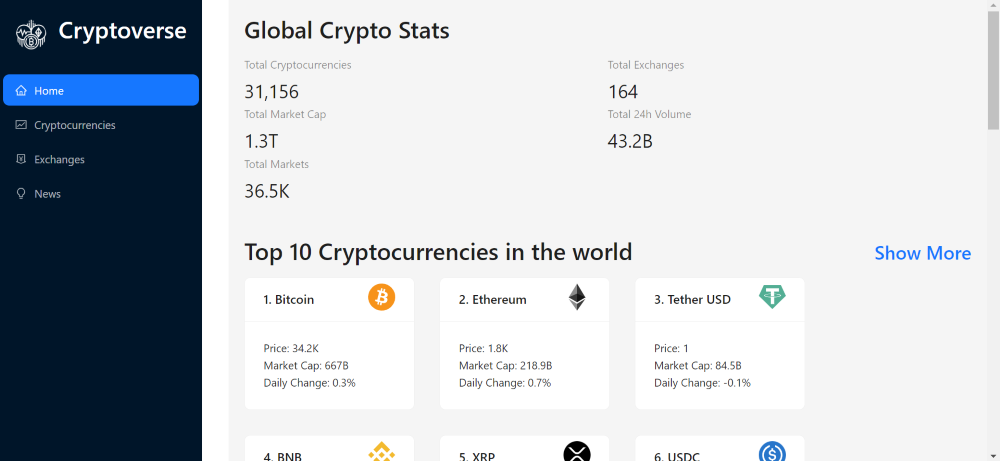 Cryptoverse
Home
Cryptocurrencies
Exchanges
News
Global Crypto Stats
Total Cryptocurrencies
31,156
Total Exchanges
164
Total Market Cap
1.3T
Total 24h Volume
43.2B
Total Markets
36.5K
Top 10 Cryptocurrencies in the world
Show More
1. Bitcoin
Price: 34.2K
Market Cap: 667B
Daily Change: 0.3%
2. Ethereum
Price: 1.8K
Market Cap: 218.9B
Daily Change: 0.7%
3. Tether USD
Price: 1
Market Cap: 84.5B
Daily Change: -0.1%
4. BNB
5. XRP
6. USDC